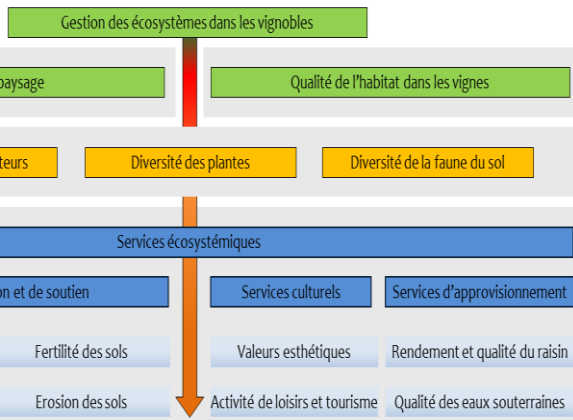 Gestion des écosystèmes dans les vignobles
paysage
Qualité de l'habitat dans les vignes
teurs
Diversité des plantes
Diversité de la faune du sol
Services écosystémiques
on et de soutien
Services culturels
Services d'approvisionnement
Fertilité des sols
Valeurs esthétiques
Rendement et qualité du raisin
Erosion des sols
Activité de loisirs et tourisme
Qualité des eaux souterraines